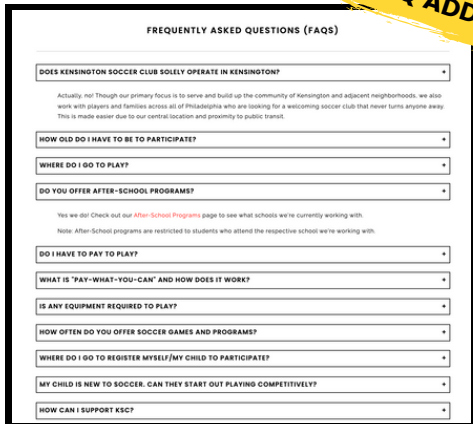 ADD
FREQUENTLY ASKED QUESTIONS (FAQS)
DOES KENSINGTON SOCCER CLUB SOLELY OPERATE IN KENSINGTON? +
Actually, no! Though our primary focus is to serve and build up the community of Kensington and adjacent neighborhoods, we also
work with players and families across all of Philadelphia who are looking for a welcoming soccer club that never turns anyone away.
This is made easier due to our central location and proximity to public transit.
HOW OLD DO I HAVE TO BE TO PARTICIPATE? +
WHERE DO I GO TO PLAY? +
DO YOU OFFER AFTER-SCHOOL PROGRAMS? +
Yes we do! Check out our After-School Programs page to see what schools we're currently working with.
Note: After-School programs are restricted to students who attend the respective school we're working with.
DO I HAVE TO PAY TO PLAY? +
WHAT IS "PAY-WHAT-YOU-CAN" AND HOW DOES IT WORK? +
IS ANY EQUIPMENT REQUIRED TO PLAY? +
HOW OFTEN DO YOU OFFER SOCCER GAMES AND PROGRAMS? +
WHERE DO I GO TO REGISTER MYSELF/MY CHILD TO PARTICIPATE? +
MY CHILD IS NEW TO SOCCER. CAN THEY START OUT PLAYING COMPETITIVELY? +
HOW CAN I SUPPORT KSC? +